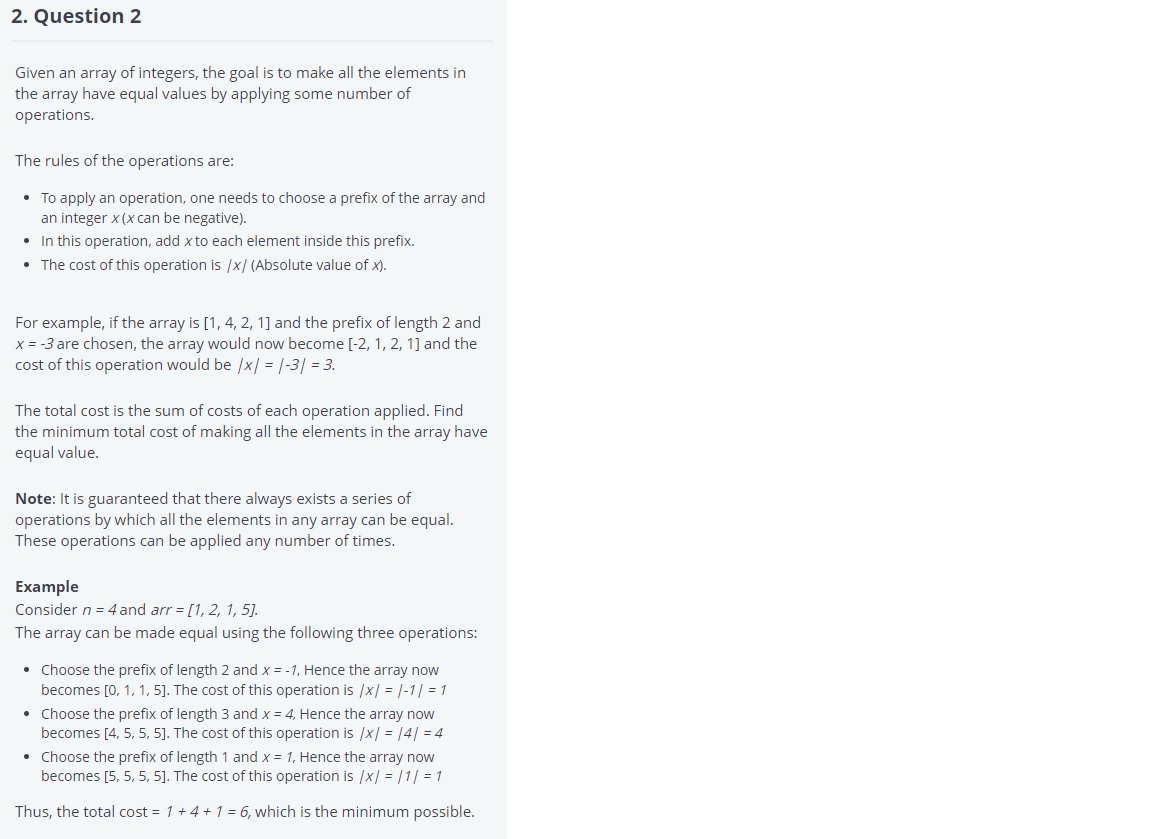 2. Question 2
Given an array of integers, the goal is to make all the elements in
the array have equal values by applying some number of
operations.
The rules of the operations are:
• To apply an operation, one needs to choose a prefix of the array and
an integer x (x can be negative).
• In this operation, add x to each element inside this prefix.
• The cost of this operation is |x| (Absolute value of x).
For example, if the array is [1, 4, 2, 1] and the prefix of length 2 and
x = -3 are chosen, the array would now become [-2, 1, 2, 1] and the
cost of this operation would be |x| = |-3| = 3.
The total cost is the sum of costs of each operation applied. Find
the minimum total cost of making all the elements in the array have
equal value.
Note: It is guaranteed that there always exists a series of
operations by which all the elements in any array can be equal.
These operations can be applied any number of times.
Example
Consider n = 4 and arr = [1, 2, 1, 5].
The array can be made equal using the following three operations:
• Choose the prefix of length 2 and x = -1, Hence the array now
becomes [0, 1, 1, 5]. The cost of this operation is |x| = |-1| = 1
• Choose the prefix of length 3 and x = 4, Hence the array now
becomes [4, 5, 5, 5]. The cost of this operation is |x| = |4| = 4
• Choose the prefix of length 1 and x = 1, Hence the array now
becomes [5, 5, 5, 5]. The cost of this operation is |x| = |1| = 1
Thus, the total cost = 1 + 4 + 1 = 6, which is the minimum possible.